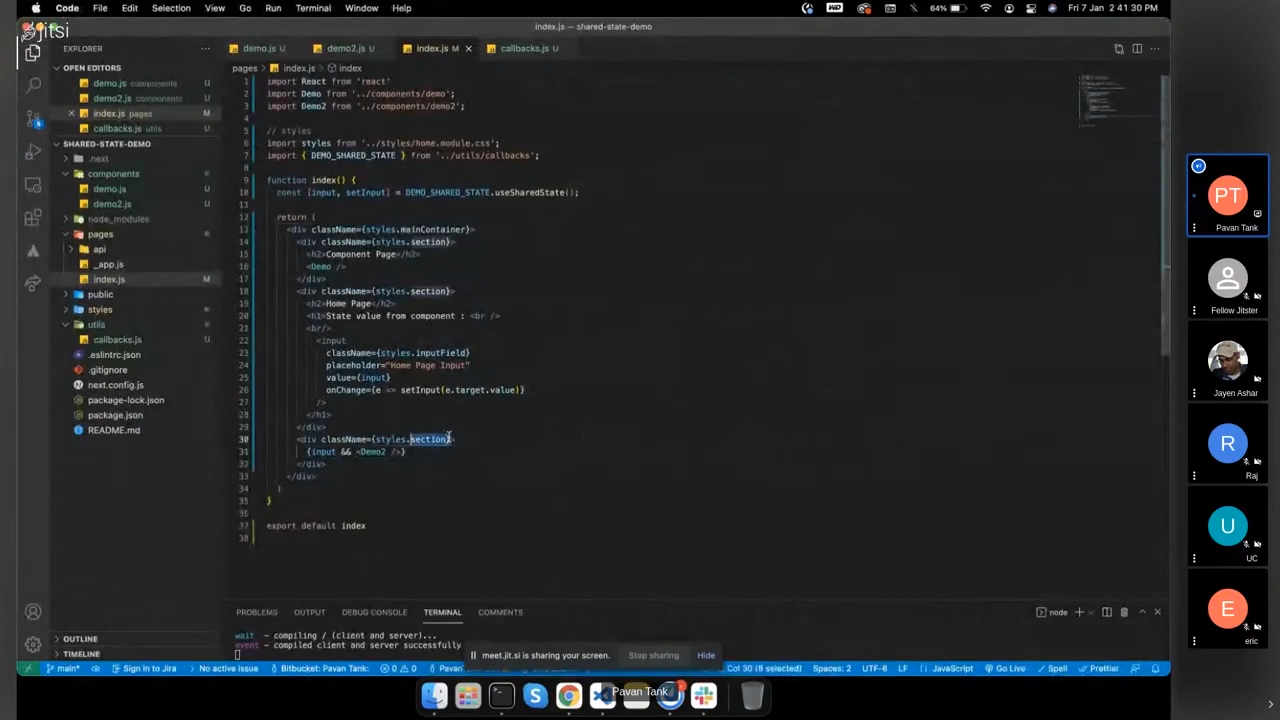 Code File Edit Selection View Go Run Terminal Window Help
64% Fri 7 Jan 2 41:30 PM
jitsi
index.js — shared-state-demo
EXPLORER
OPEN EDITORS
demo.js components U
demo2.js components U
index.js pages M
callbacks.js utils U
SHARED-STATE-DEMO
.next
components
demo.js U
demo2.js U
node_modules
pages
api
_app.js
index.js M
public
styles
utils
callbacks.js U
.eslintrc.json
.gitignore
next.config.js
package-lock.json
package.json
README.md
OUTLINE
TIMELINE
demo.js U demo2.js U index.js M callbacks.js U
pages > index.js > index
1 import React from 'react'
2 import Demo from '../components/demo';
3 import Demo2 from '../components/demo2';
4
5 // styles
6 import styles from '../styles/home.module.css';
7 import { DEMO_SHARED_STATE } from '../utils/callbacks';
8
9 function index() {
10 const [input, setInput] = DEMO_SHARED_STATE.useSharedState();
11
12 return (
13 <div className={styles.mainContainer}>
14 <div className={styles.section}>
15 <h2>Component Page</h2>
16 <Demo />
17 </div>
18 <div className={styles.section}>
19 <h2>Home Page</h2>
20 <h1>State value from component : <br />
21 <br/>
22 <input
23 className={styles.inputField}
24 placeholder="Home Page Input"
25 value={input}
26 onChange={e => setInput(e.target.value)}
27 />
28 </h1>
29 </div>
30 <div className={styles.section}>
31 {input && <Demo2 />}
32 </div>
33 </div>
34 )
35 }
36
37 export default index
38
PROBLEMS OUTPUT DEBUG CONSOLE TERMINAL COMMENTS
node
wait - compiling / (client and server)...
event - compiled client and server successfully
meet.jit.si is sharing your screen. Stop sharing Hide
main* Sign in to Jira No active issue Bitbucket: Pavan Tank: 0 0 Pavan Col 30 (8 selected) Spaces: 2 UTF-8 LF JavaScript Go Live Spell Prettier
Pavan Tank
PT
Pavan Tank
Fellow Jitster
Jayen Ashar
R
Raj
U
UC
E
eric